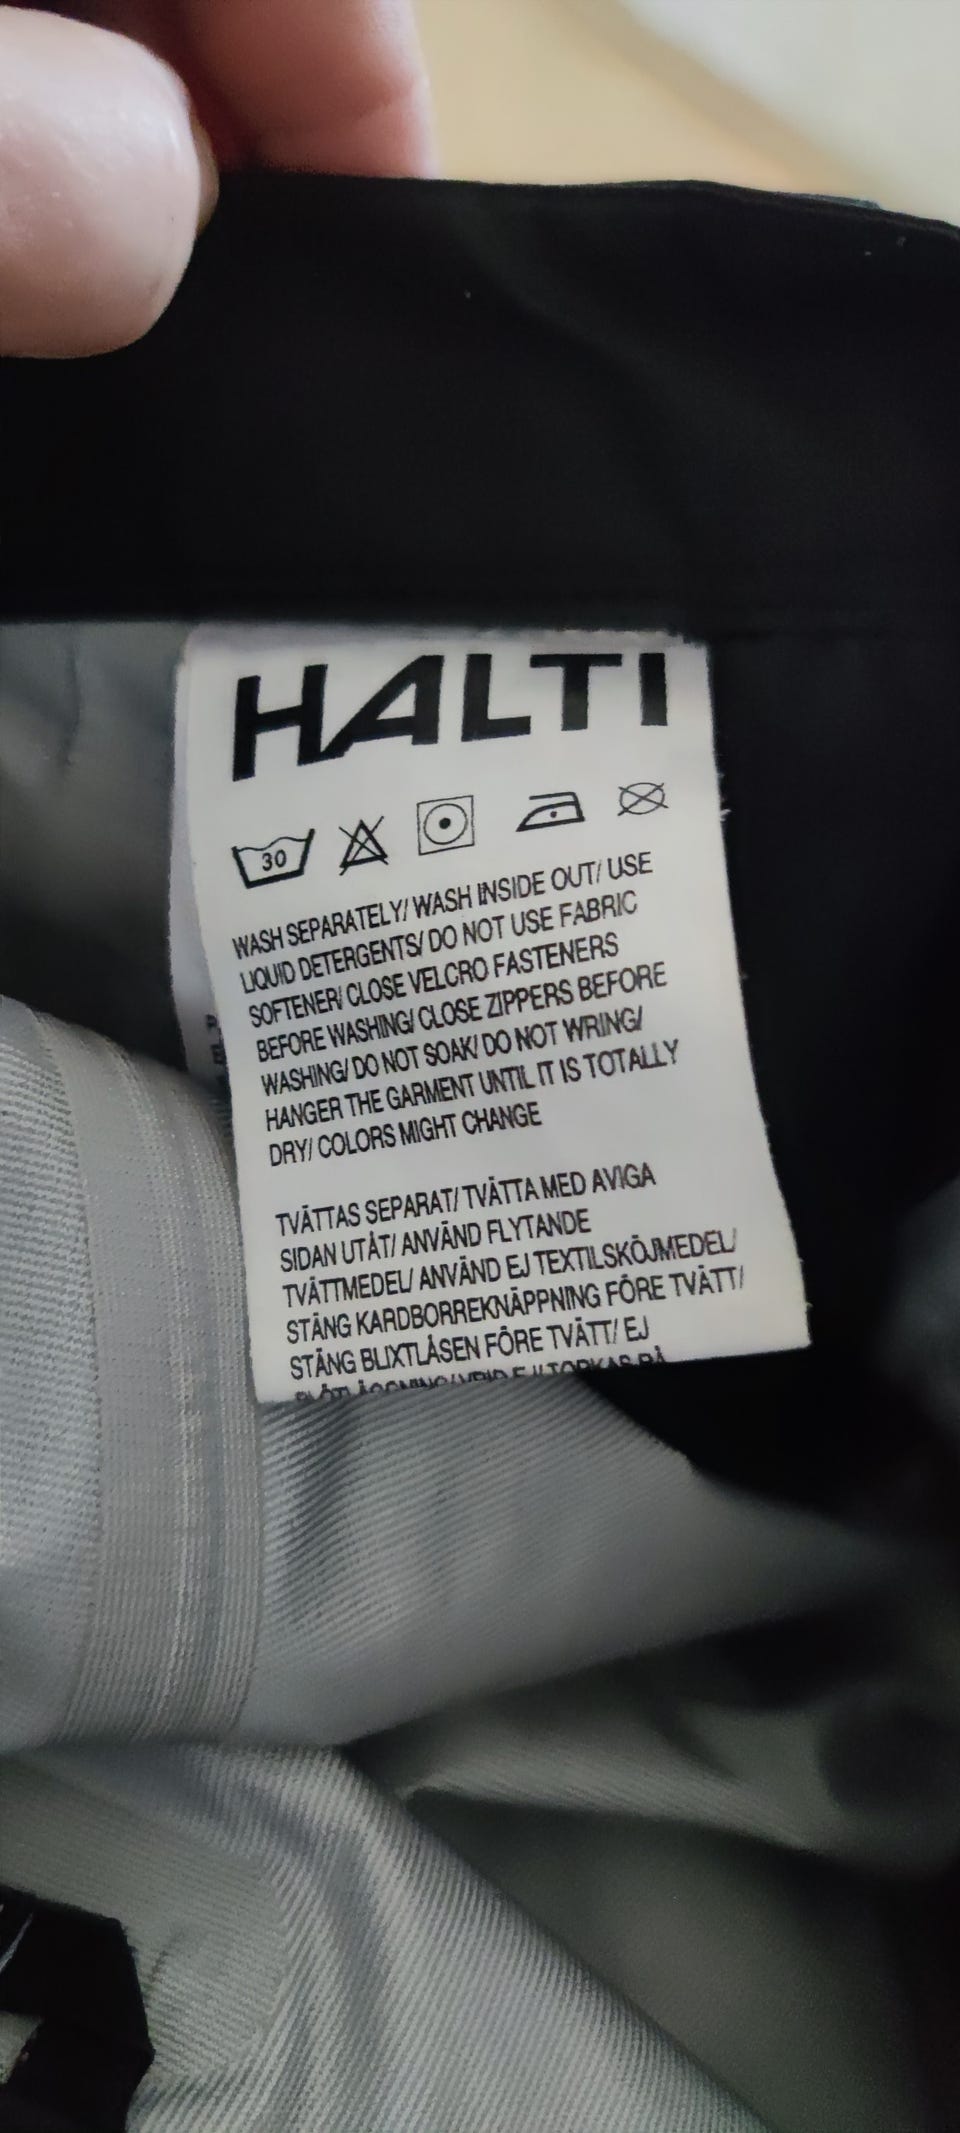 HALTI
30
WASH SEPARATELY/ WASH INSIDE OUT/ USE
LIQUID DETERGENTS/ DO NOT USE FABRIC
SOFTENER/ CLOSE VELCRO FASTENERS
BEFORE WASHING/ CLOSE ZIPPERS BEFORE
WASHING/ DO NOT SOAK/ DO NOT WRING/
HANGER THE GARMENT UNTIL IT IS TOTALLY
DRY/ COLORS MIGHT CHANGE
TVÄTTAS SEPARAT/ TVÄTTA MED AVIGA
SIDAN UTÅT/ ANVÄND FLYTANDE
TVÄTTMEDEL/ ANVÄND EJ TEXTILSKÖJMEDEL/
STÄNG KARDBORREKNÄPPNING FÖRE TVÄTT/
STÄNG BLIXTLÅSEN FÖRE TVÄTT/ EJ